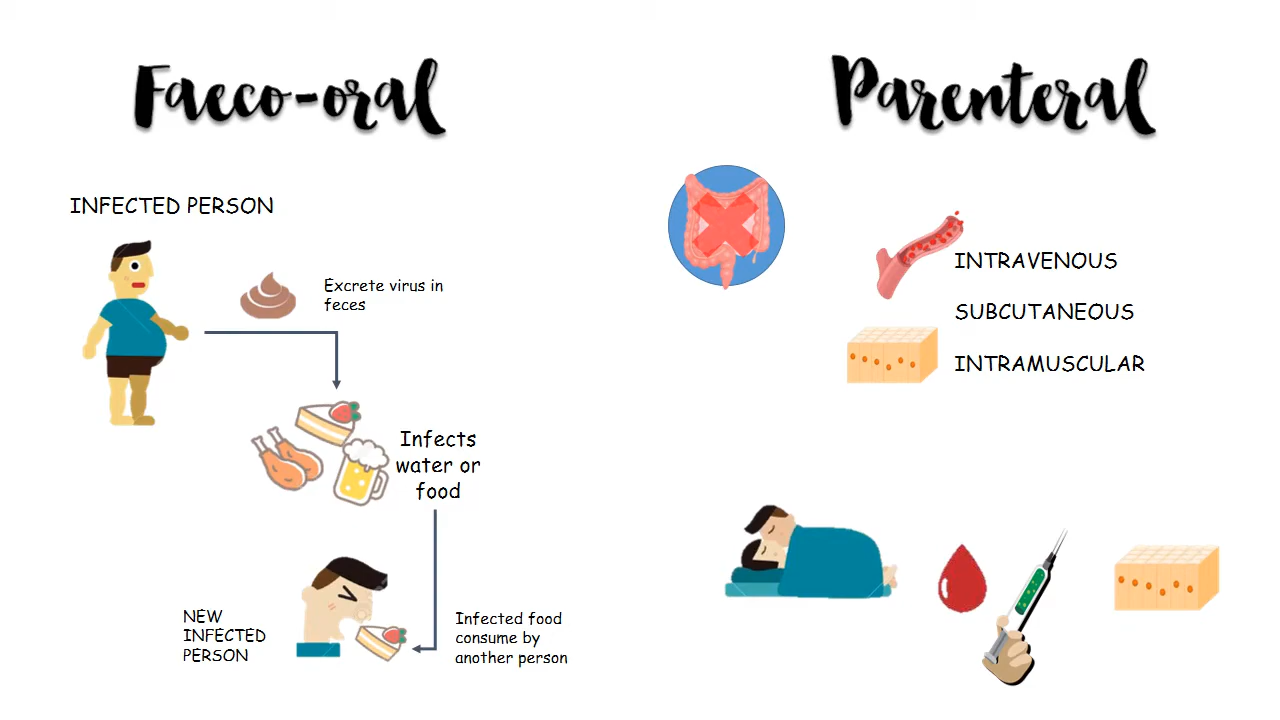 Faeco-oral
INFECTED PERSON
Excrete virus in
feces
Infects
water or
food
NEW
INFECTED
PERSON
Infected food
consume by
another person
Parenteral
INTRAVENOUS
SUBCUTANEOUS
INTRAMUSCULAR